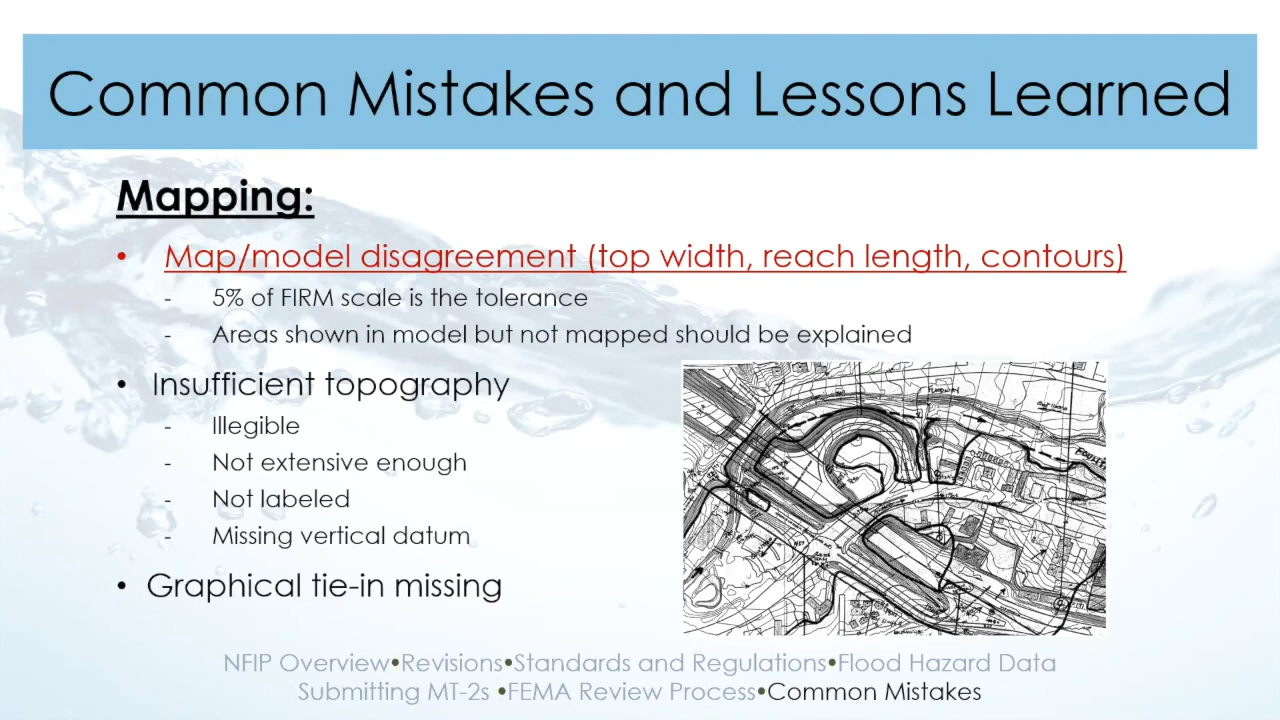 Common Mistakes and Lessons Learned
Mapping:
• Map/model disagreement (top width, reach length, contours)
- 5% of FIRM scale is the tolerance
- Areas shown in model but not mapped should be explained
• Insufficient topography
- Illegible
- Not extensive enough
- Not labeled
- Missing vertical datum
• Graphical tie-in missing
FLOODWAY
NFIP Overview•Revisions•Standards and Regulations•Flood Hazard Data
Submitting MT-2s •FEMA Review Process•Common Mistakes